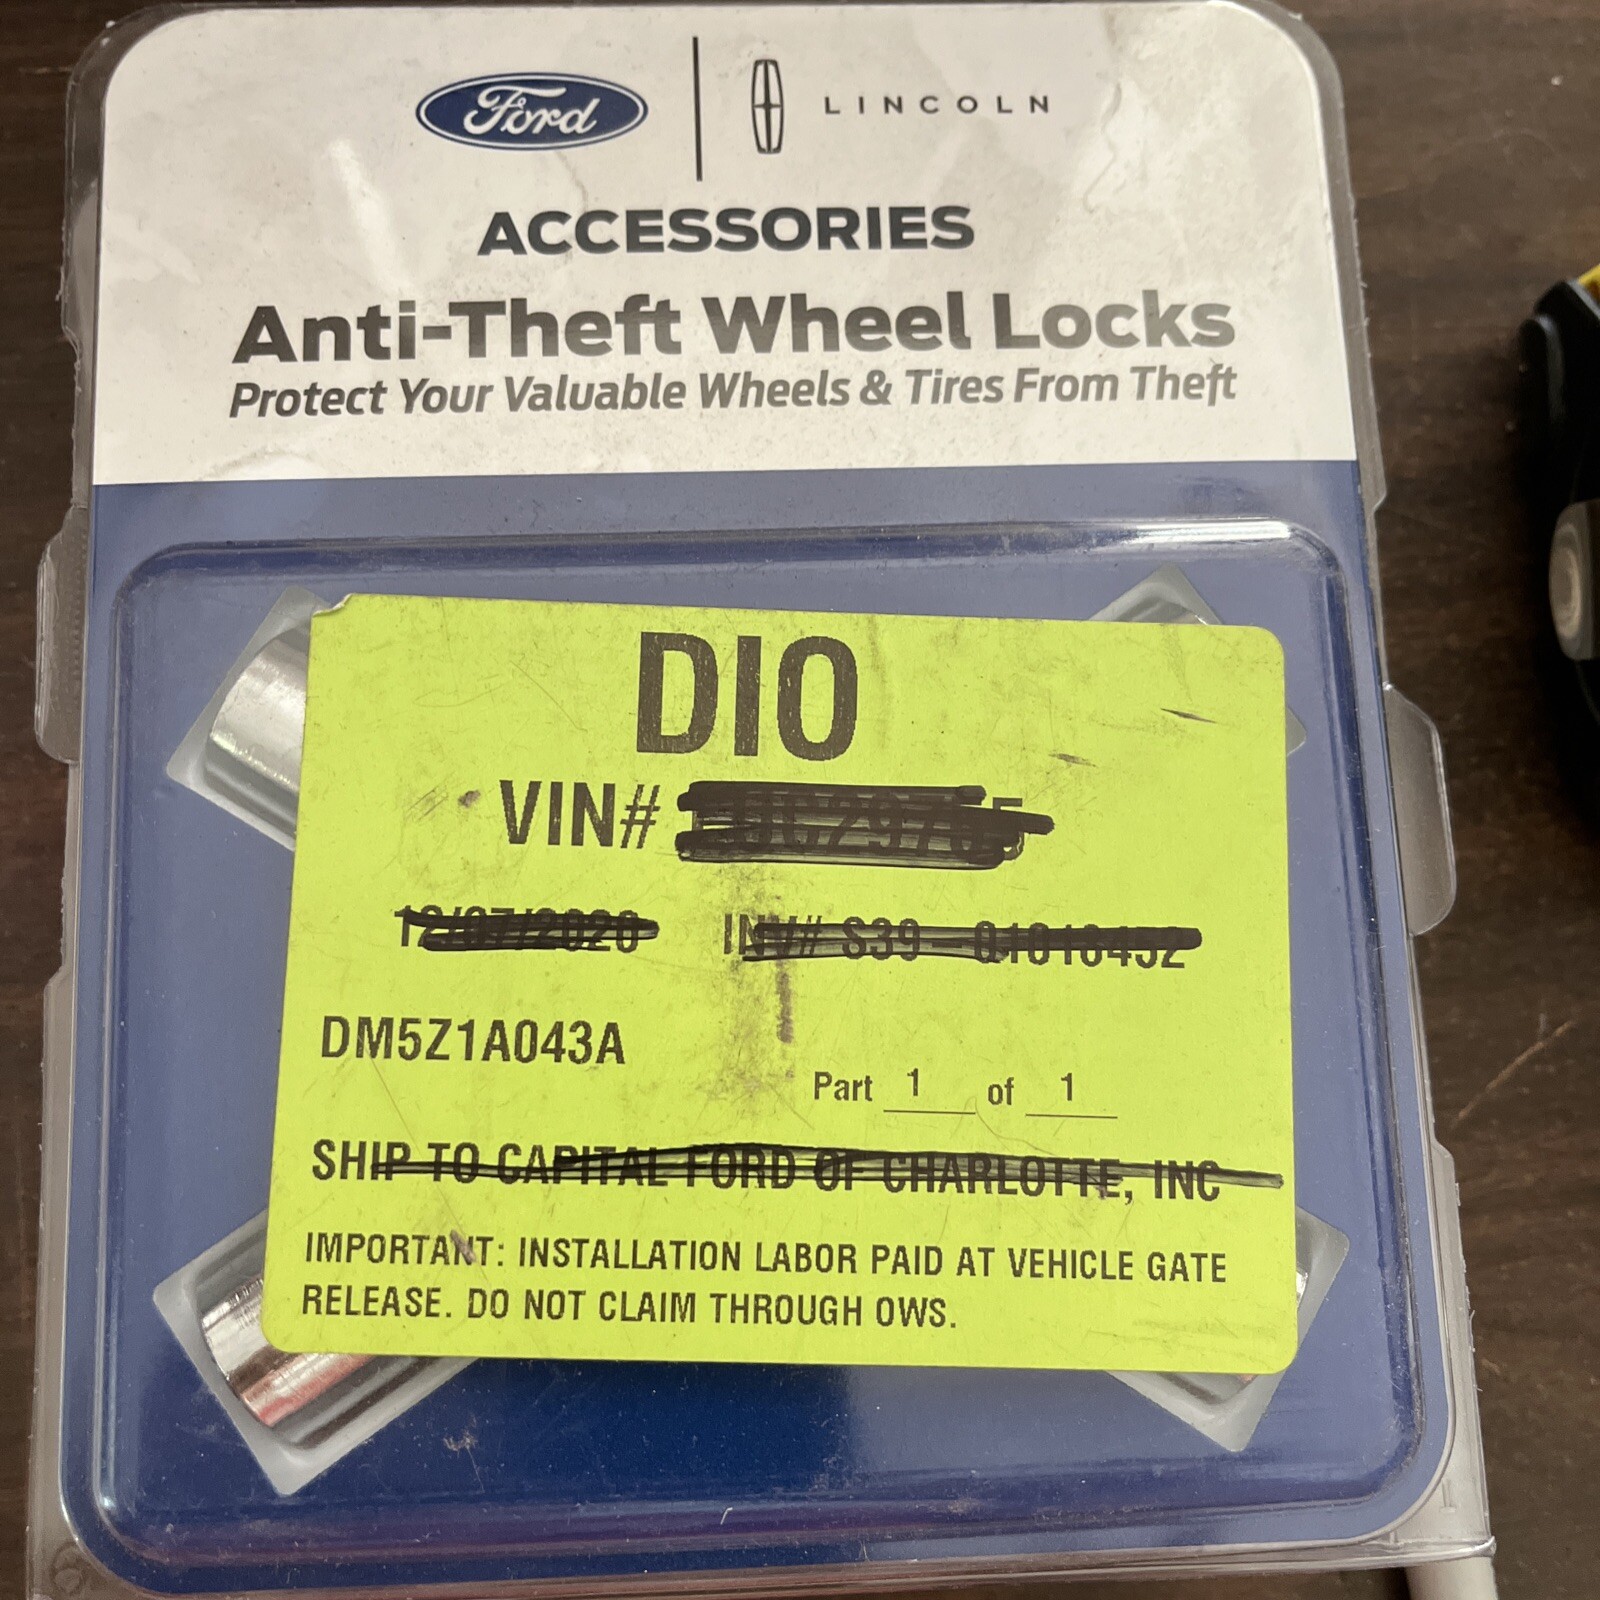 Ford LINCOLN
ACCESSORIES
Anti-Theft Wheel Locks
Protect Your Valuable Wheels & Tires From Theft
DIO
VIN#
INV# S39
DM5Z1A043A
Part 1 of 1
SHIP TO CAPITAL FORD OF CHARLOTTE, INC
IMPORTANT: INSTALLATION LABOR PAID AT VEHICLE GATE
RELEASE. DO NOT CLAIM THROUGH OWS.